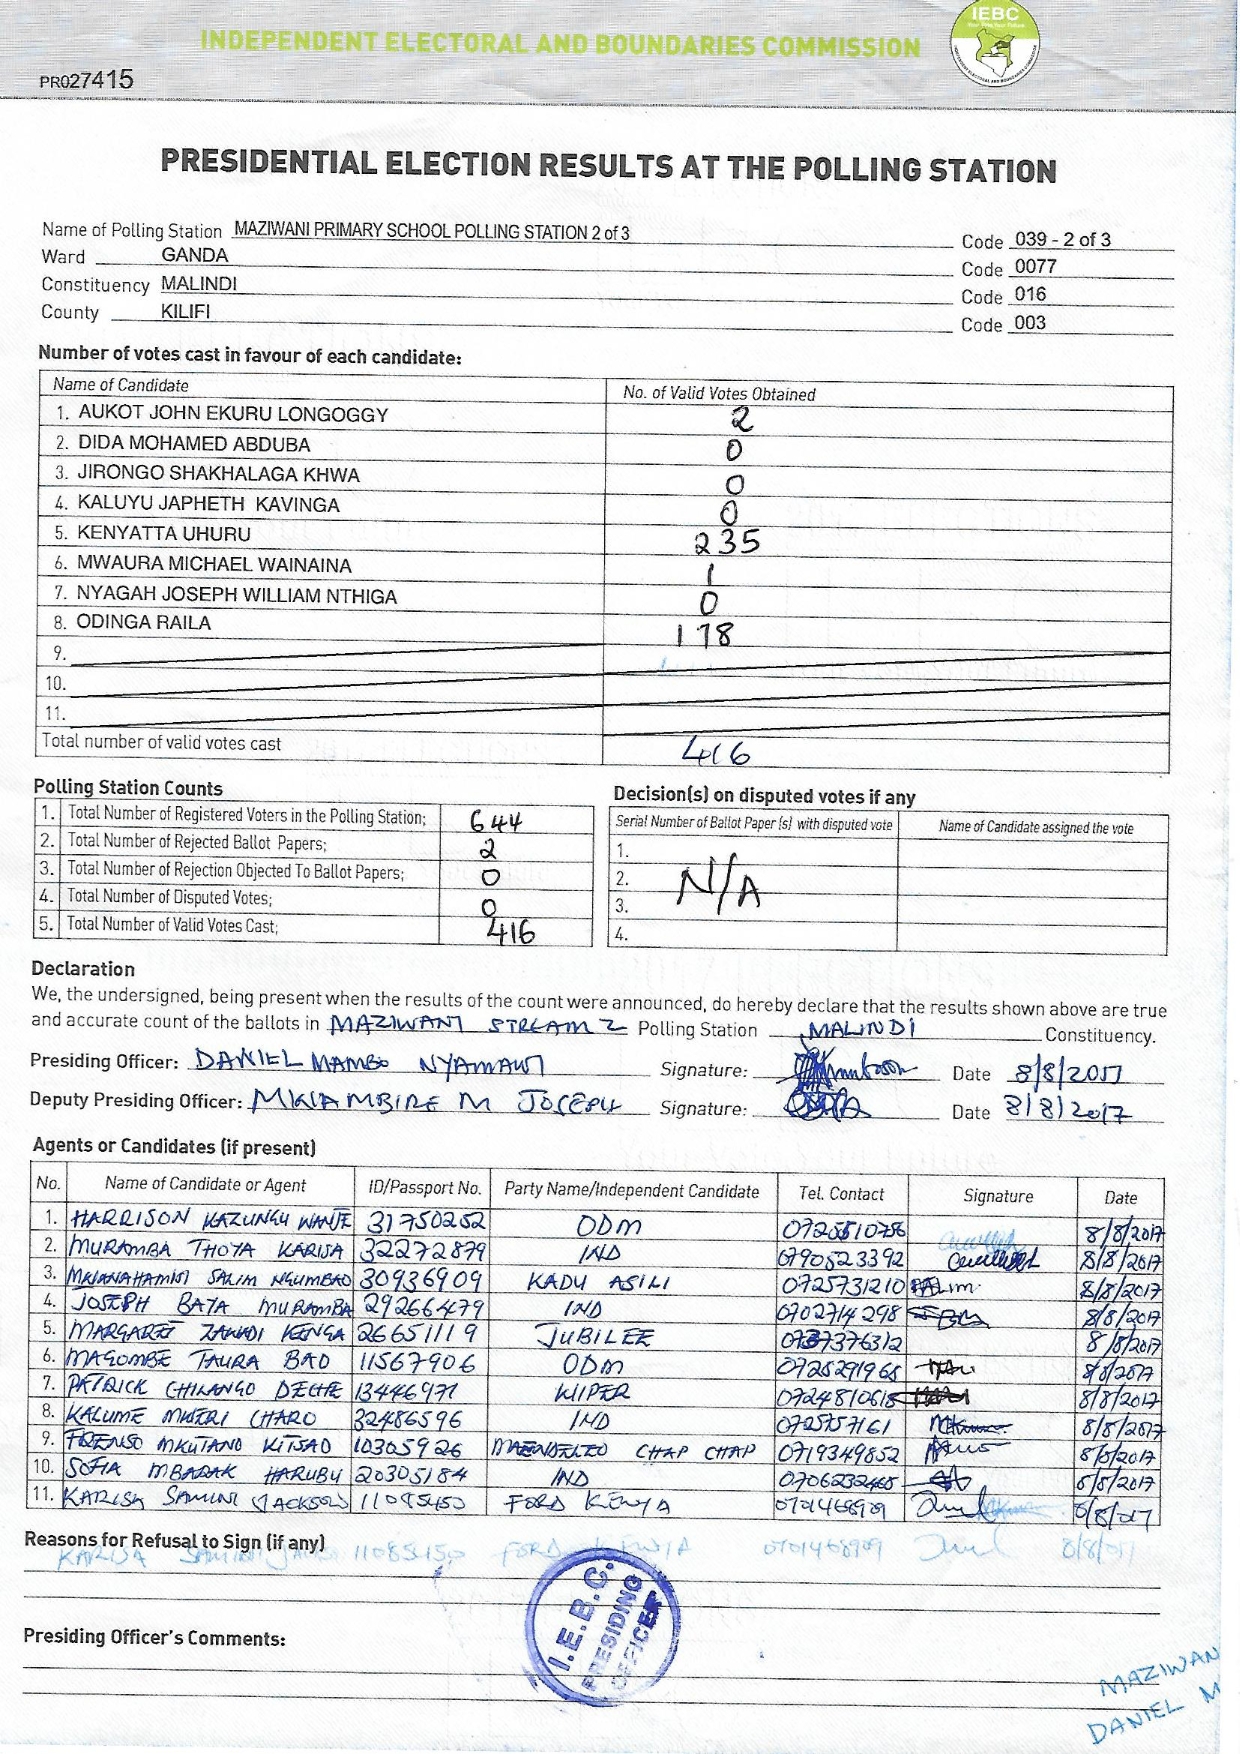 IEBC
INDEPENDENT ELECTORAL AND BOUNDARIES COMMISSION
PR027415
PRESIDENTIAL ELECTION RESULTS AT THE POLLING STATION
Name of Polling Station MAZIWANI PRIMARY SCHOOL POLLING STATION 2 of 3 Code 039 - 2 of 3
Ward GANDA Code 0077
Constituency MALINDI Code 016
County KILIFI Code 003
Number of votes cast in favour of each candidate:
Name of Candidate No. of Valid Votes Obtained
1. AUKOT JOHN EKURU LONGOGGY 2
2. DIDA MOHAMED ABDUBA 0
3. JIRONGO SHAKHALAGA KHWA 0
4. KALUYU JAPHETH KAVINGA 0
5. KENYATTA UHURU 235
6. MWAURA MICHAEL WAINAINA 1
7. NYAGAH JOSEPH WILLIAM NTHIGA 0
8. ODINGA RAILA 178
9.
10.
11.
Total number of valid votes cast 416
Polling Station Counts
1. Total Number of Registered Voters in the Polling Station; 644
2. Total Number of Rejected Ballot Papers; 2
3. Total Number of Rejection Objected To Ballot Papers; 0
4. Total Number of Disputed Votes; 0
5. Total Number of Valid Votes Cast; 416
Decision(s) on disputed votes if any
Serial Number of Ballot Paper (s) with disputed vote Name of Candidate assigned the vote
1.
2. N/A
3.
4.
Declaration
We, the undersigned, being present when the results of the count were announced, do hereby declare that the results shown above are true
and accurate count of the ballots in MAZIWANI STREAM 2 Polling Station MALINDI Constituency.
Presiding Officer: DANIEL MAMBO NYAMAWI Signature: Date 8/8/2017
Deputy Presiding Officer: MWAMBIRE M JOSEPH Signature: Date 8/8/2017
Agents or Candidates (if present)
No. Name of Candidate or Agent ID/Passport No. Party Name/Independent Candidate Tel. Contact Signature Date
1. HARRISON KAZUNGU WANJE 31750252 ODM 8/8/2017
2. MURAMBA THOYA KARISA 32272879 IND 0790523392 8/8/2017
3. SALIM NGUMBAO 30936909 KADU ASILI 0725731210 8/8/2017
4. JOSEPH BAYA MURAMBA 29266479 IND 0702714298 8/8/2017
5. MARGARET ZAWADI KENGA 26651119 JUBILEE 8/8/2017
6. MAGOMBE TAURA BAO 11567906 ODM 0725291965 8/8/2017
7. PATRICK CHILANGO DECHE 13446971 WIPER 0724810618 8/8/2017
8. KALUME MWERI CHARO 32486596 IND 0725757161 8/8/2017
9. MKUTANO KITSAO 10305926 MAENDELEO CHAP CHAP 0719349852 8/8/2017
10. SOFIA MBARAK HARUBU 20305184 IND 0706232465 8/8/2017
11. KARISA SAMINI JACKSON FORD KENYA 0701468909 8/8/2017
Reasons for Refusal to Sign (if any)
KARISA SAMINI 11085450 FORD KENYA 0701468909 8/8/2017
I.E.B.C.
PRESIDING
OFFICER
Presiding Officer's Comments:
MAZIWAN
DANIEL M